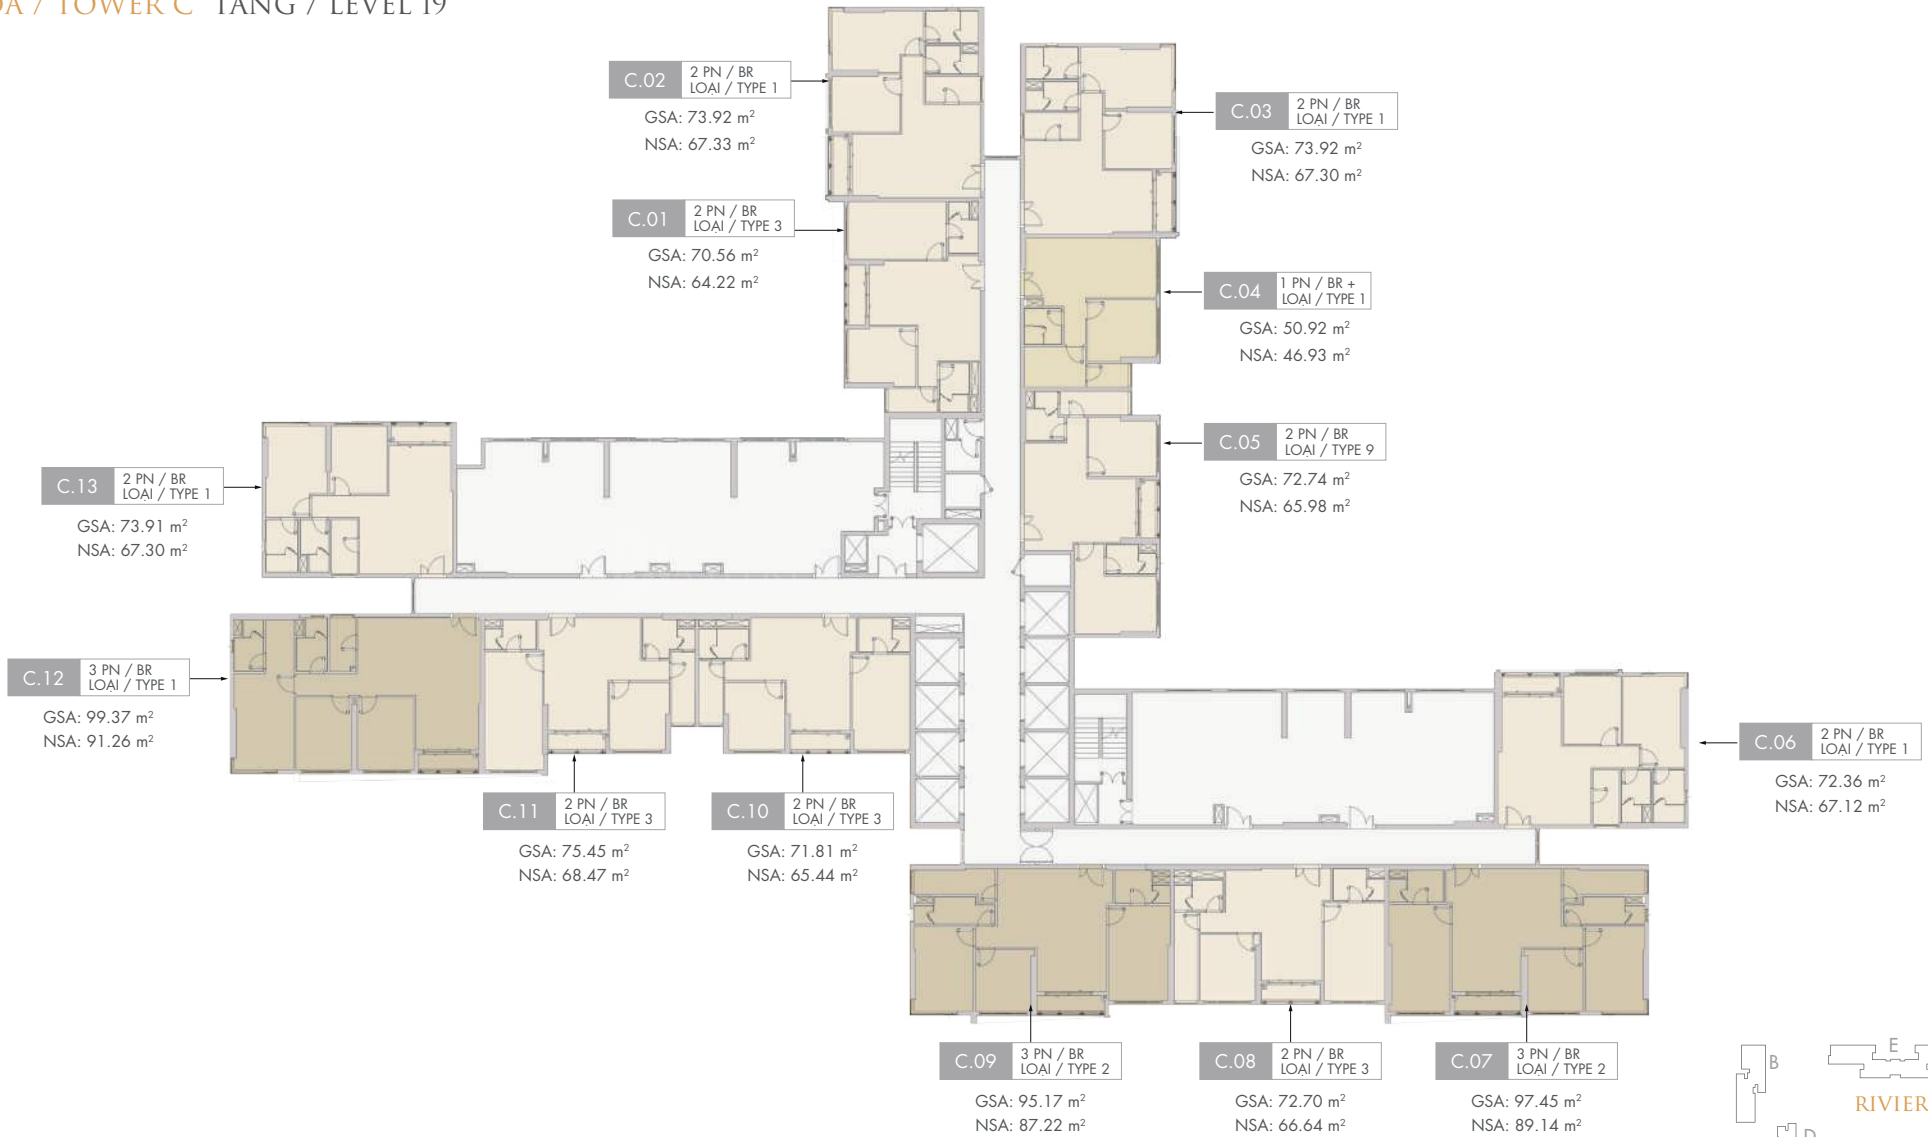 TOWER C TẦNG / LEVEL 19
C.02
2 PN / BR
LOẠI / TYPE 1
GSA: 73.92 m²
NSA: 67.33 m²
C.03
2 PN / BR
LOẠI / TYPE 1
GSA: 73.92 m²
NSA: 67.30 m²
C.01
2 PN / BR
LOẠI / TYPE 3
GSA: 70.56 m²
NSA: 64.22 m²
C.04
1 PN / BR +
LOẠI / TYPE 1
GSA: 50.92 m²
NSA: 46.93 m²
C.05
2 PN / BR
LOẠI / TYPE 9
GSA: 72.74 m²
NSA: 65.98 m²
C.13
2 PN / BR
LOẠI / TYPE 1
GSA: 73.91 m²
NSA: 67.30 m²
C.12
3 PN / BR
LOẠI / TYPE 1
GSA: 99.37 m²
NSA: 91.26 m²
C.06
2 PN / BR
LOẠI / TYPE 1
GSA: 72.36 m²
NSA: 67.12 m²
C.11
2 PN / BR
LOẠI / TYPE 3
GSA: 75.45 m²
NSA: 68.47 m²
C.10
2 PN / BR
LOẠI / TYPE 3
GSA: 71.81 m²
NSA: 65.44 m²
C.09
3 PN / BR
LOẠI / TYPE 2
GSA: 95.17 m²
NSA: 87.22 m²
C.08
2 PN / BR
LOẠI / TYPE 3
GSA: 72.70 m²
NSA: 66.64 m²
C.07
3 PN / BR
LOẠI / TYPE 2
GSA: 97.45 m²
NSA: 89.14 m²
B
E
RIVIER